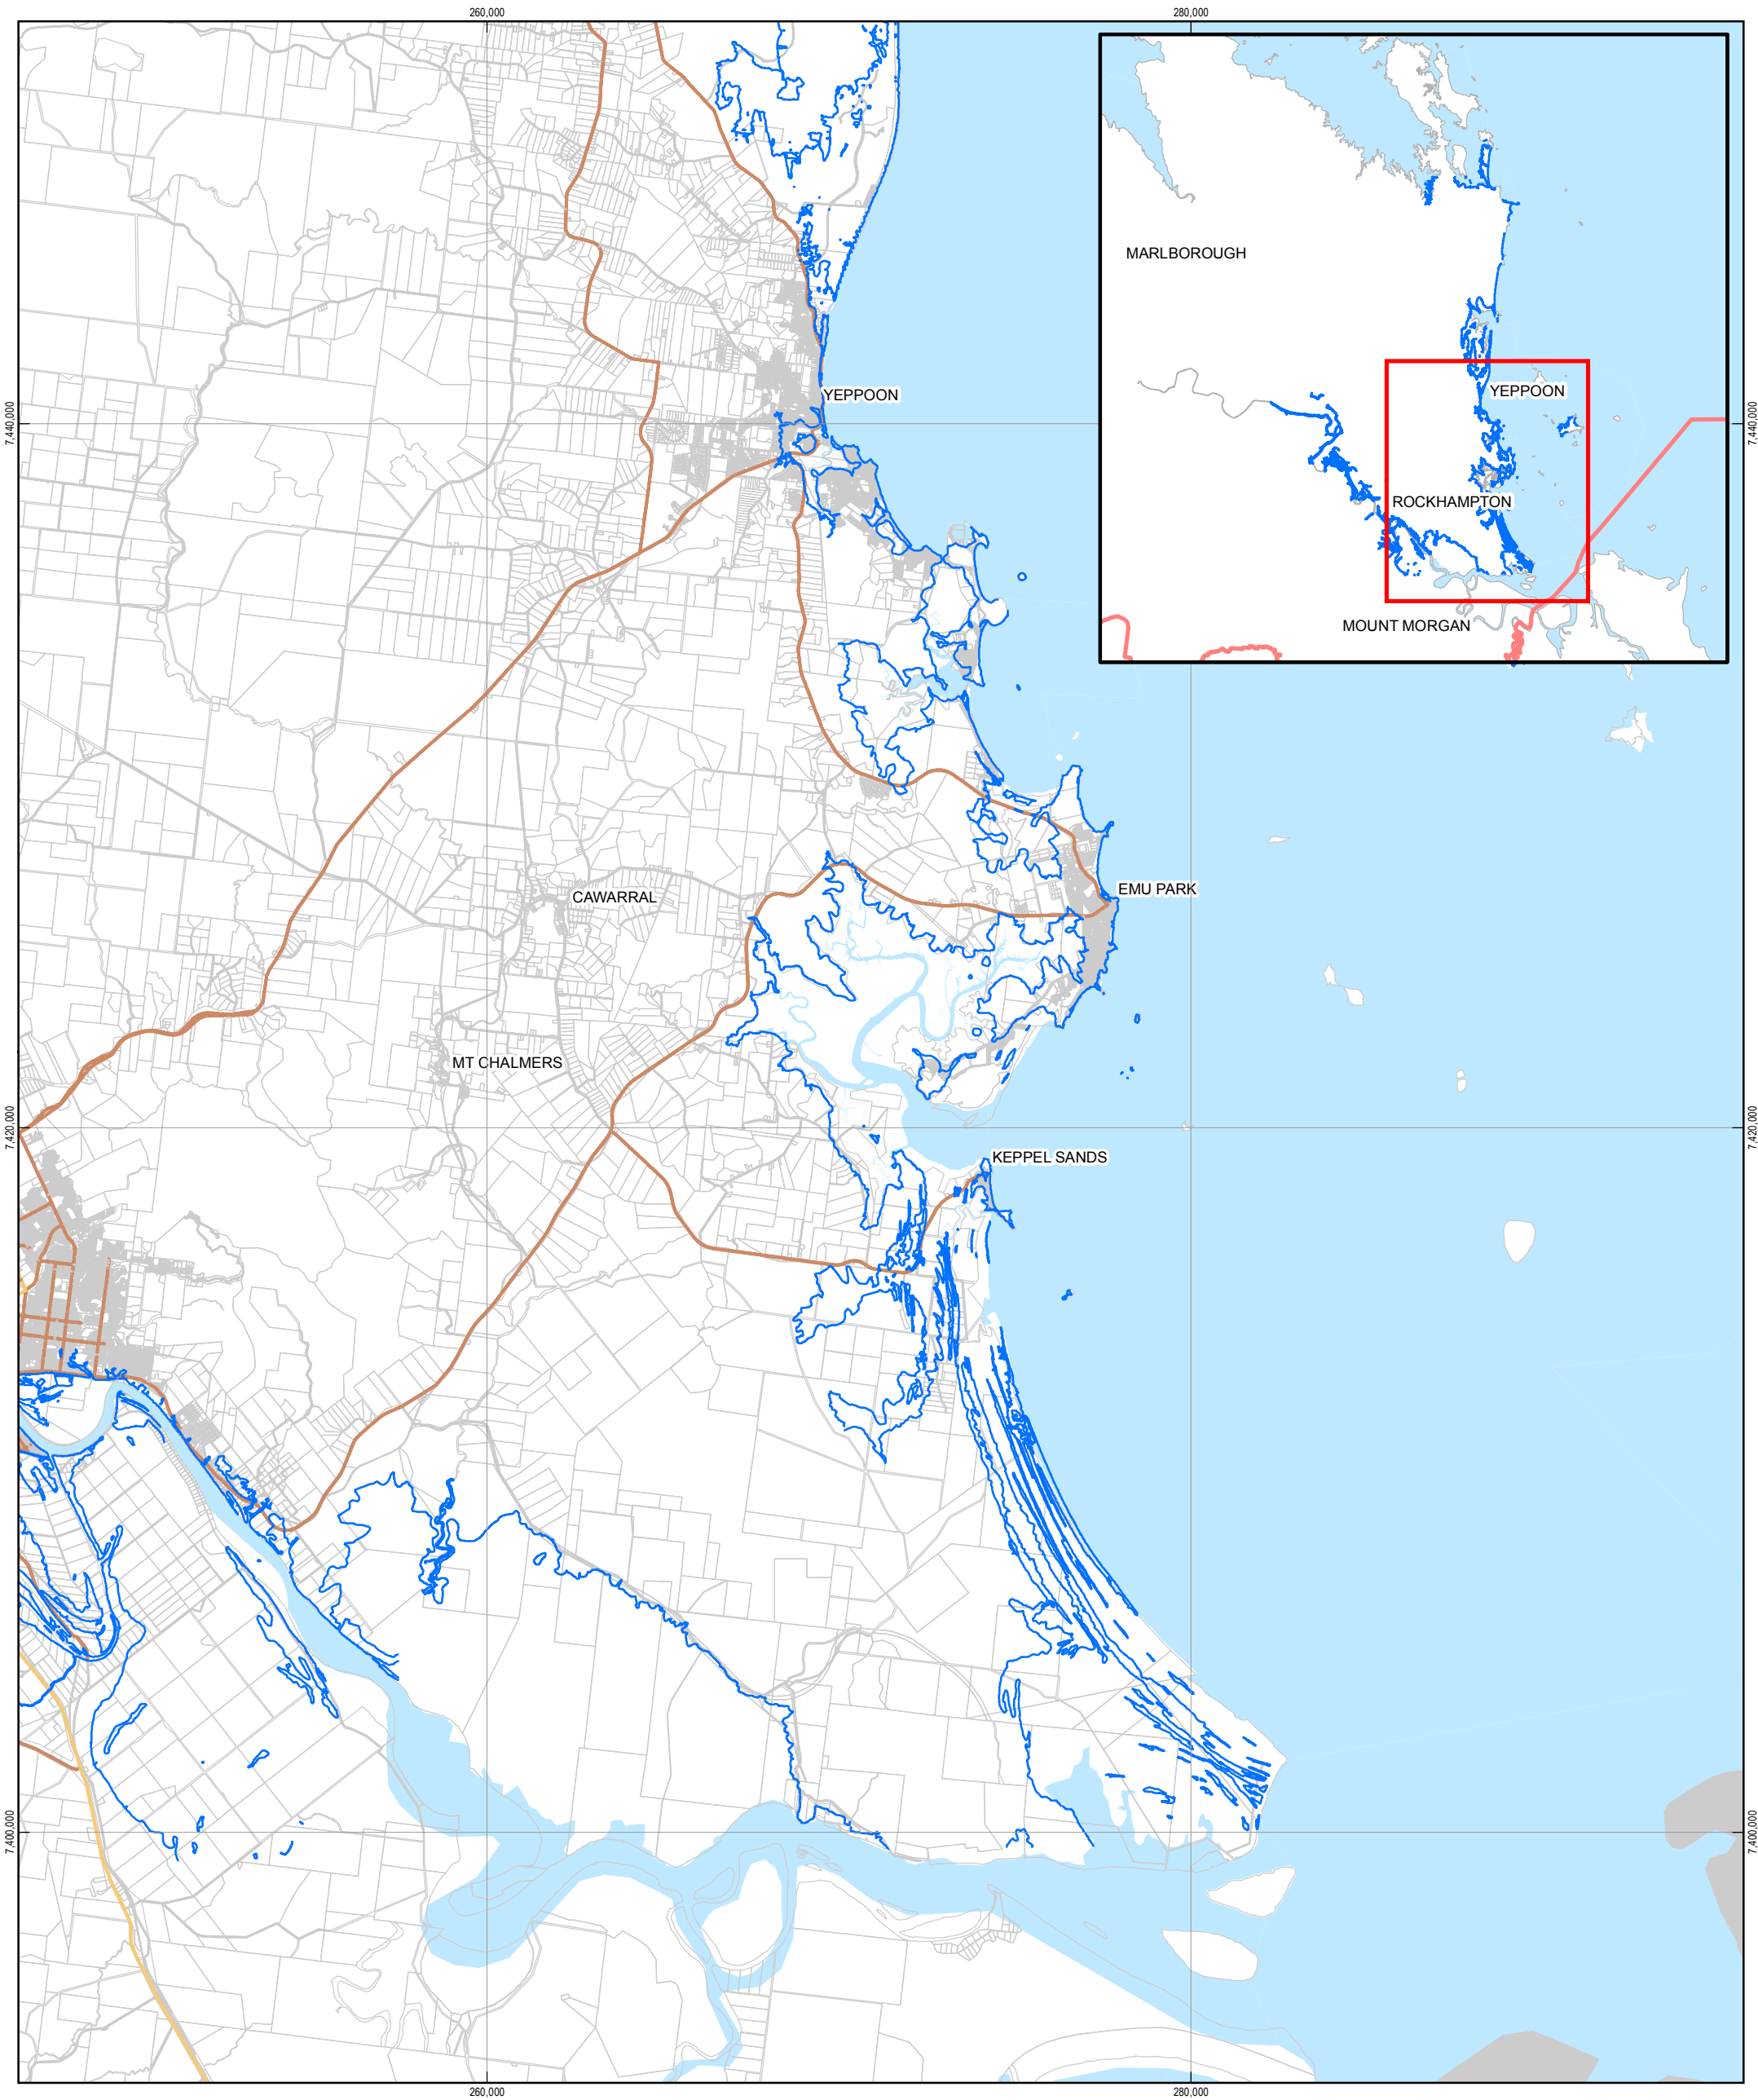 260,000
280,000
MARLBOROUGH
YEPPOON
ROCKHAMPTON
MOUNT MORGAN
7,440,000
7,440,000
YEPPOON
CAWARRAL
EMU PARK
MT CHALMERS
7,420,000
7,420,000
KEPPEL SANDS
7,400,000
7,400,000
260,000
280,000